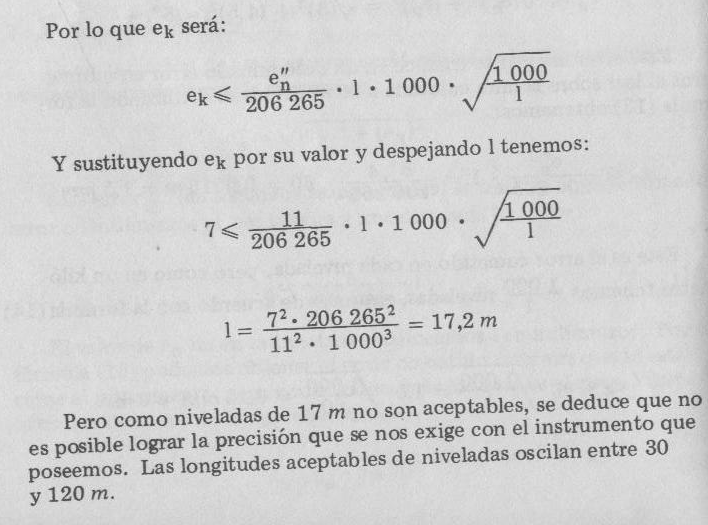 Por lo que eₖ será:
eₖ ⩽ e″ₙ / 206 265 · l · 1 000 · √(1 000 / l)
Y sustituyendo eₖ por su valor y despejando l tenemos:
7 ⩽ 11 / 206 265 · l · 1 000 · √(1 000 / l)
l = 7² · 206 265² / 11² · 1 000³ = 17,2 m
Pero como niveladas de 17 m no son aceptables, se deduce que no
es posible lograr la precisión que se nos exige con el instrumento que
poseemos. Las longitudes aceptables de niveladas oscilan entre 30
y 120 m.